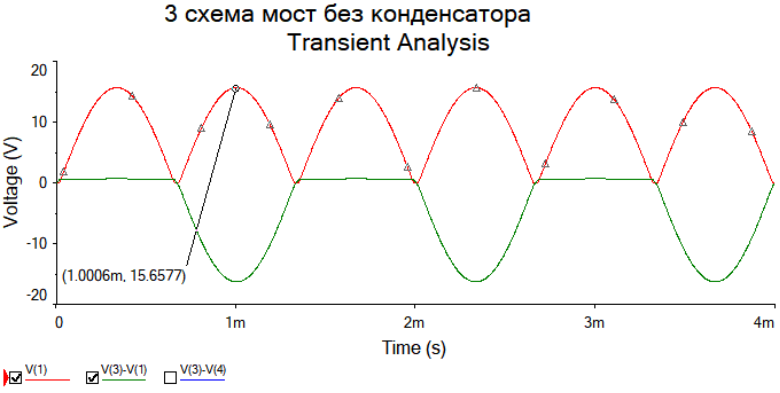 3 схема мост без конденсатора
Transient Analysis
20
10
0
-10
-20
Voltage (V)
(1.0006m, 15.6577)
0 1m 2m 3m 4m
Time (s)
V(1) V(3)-V(1) V(3)-V(4)